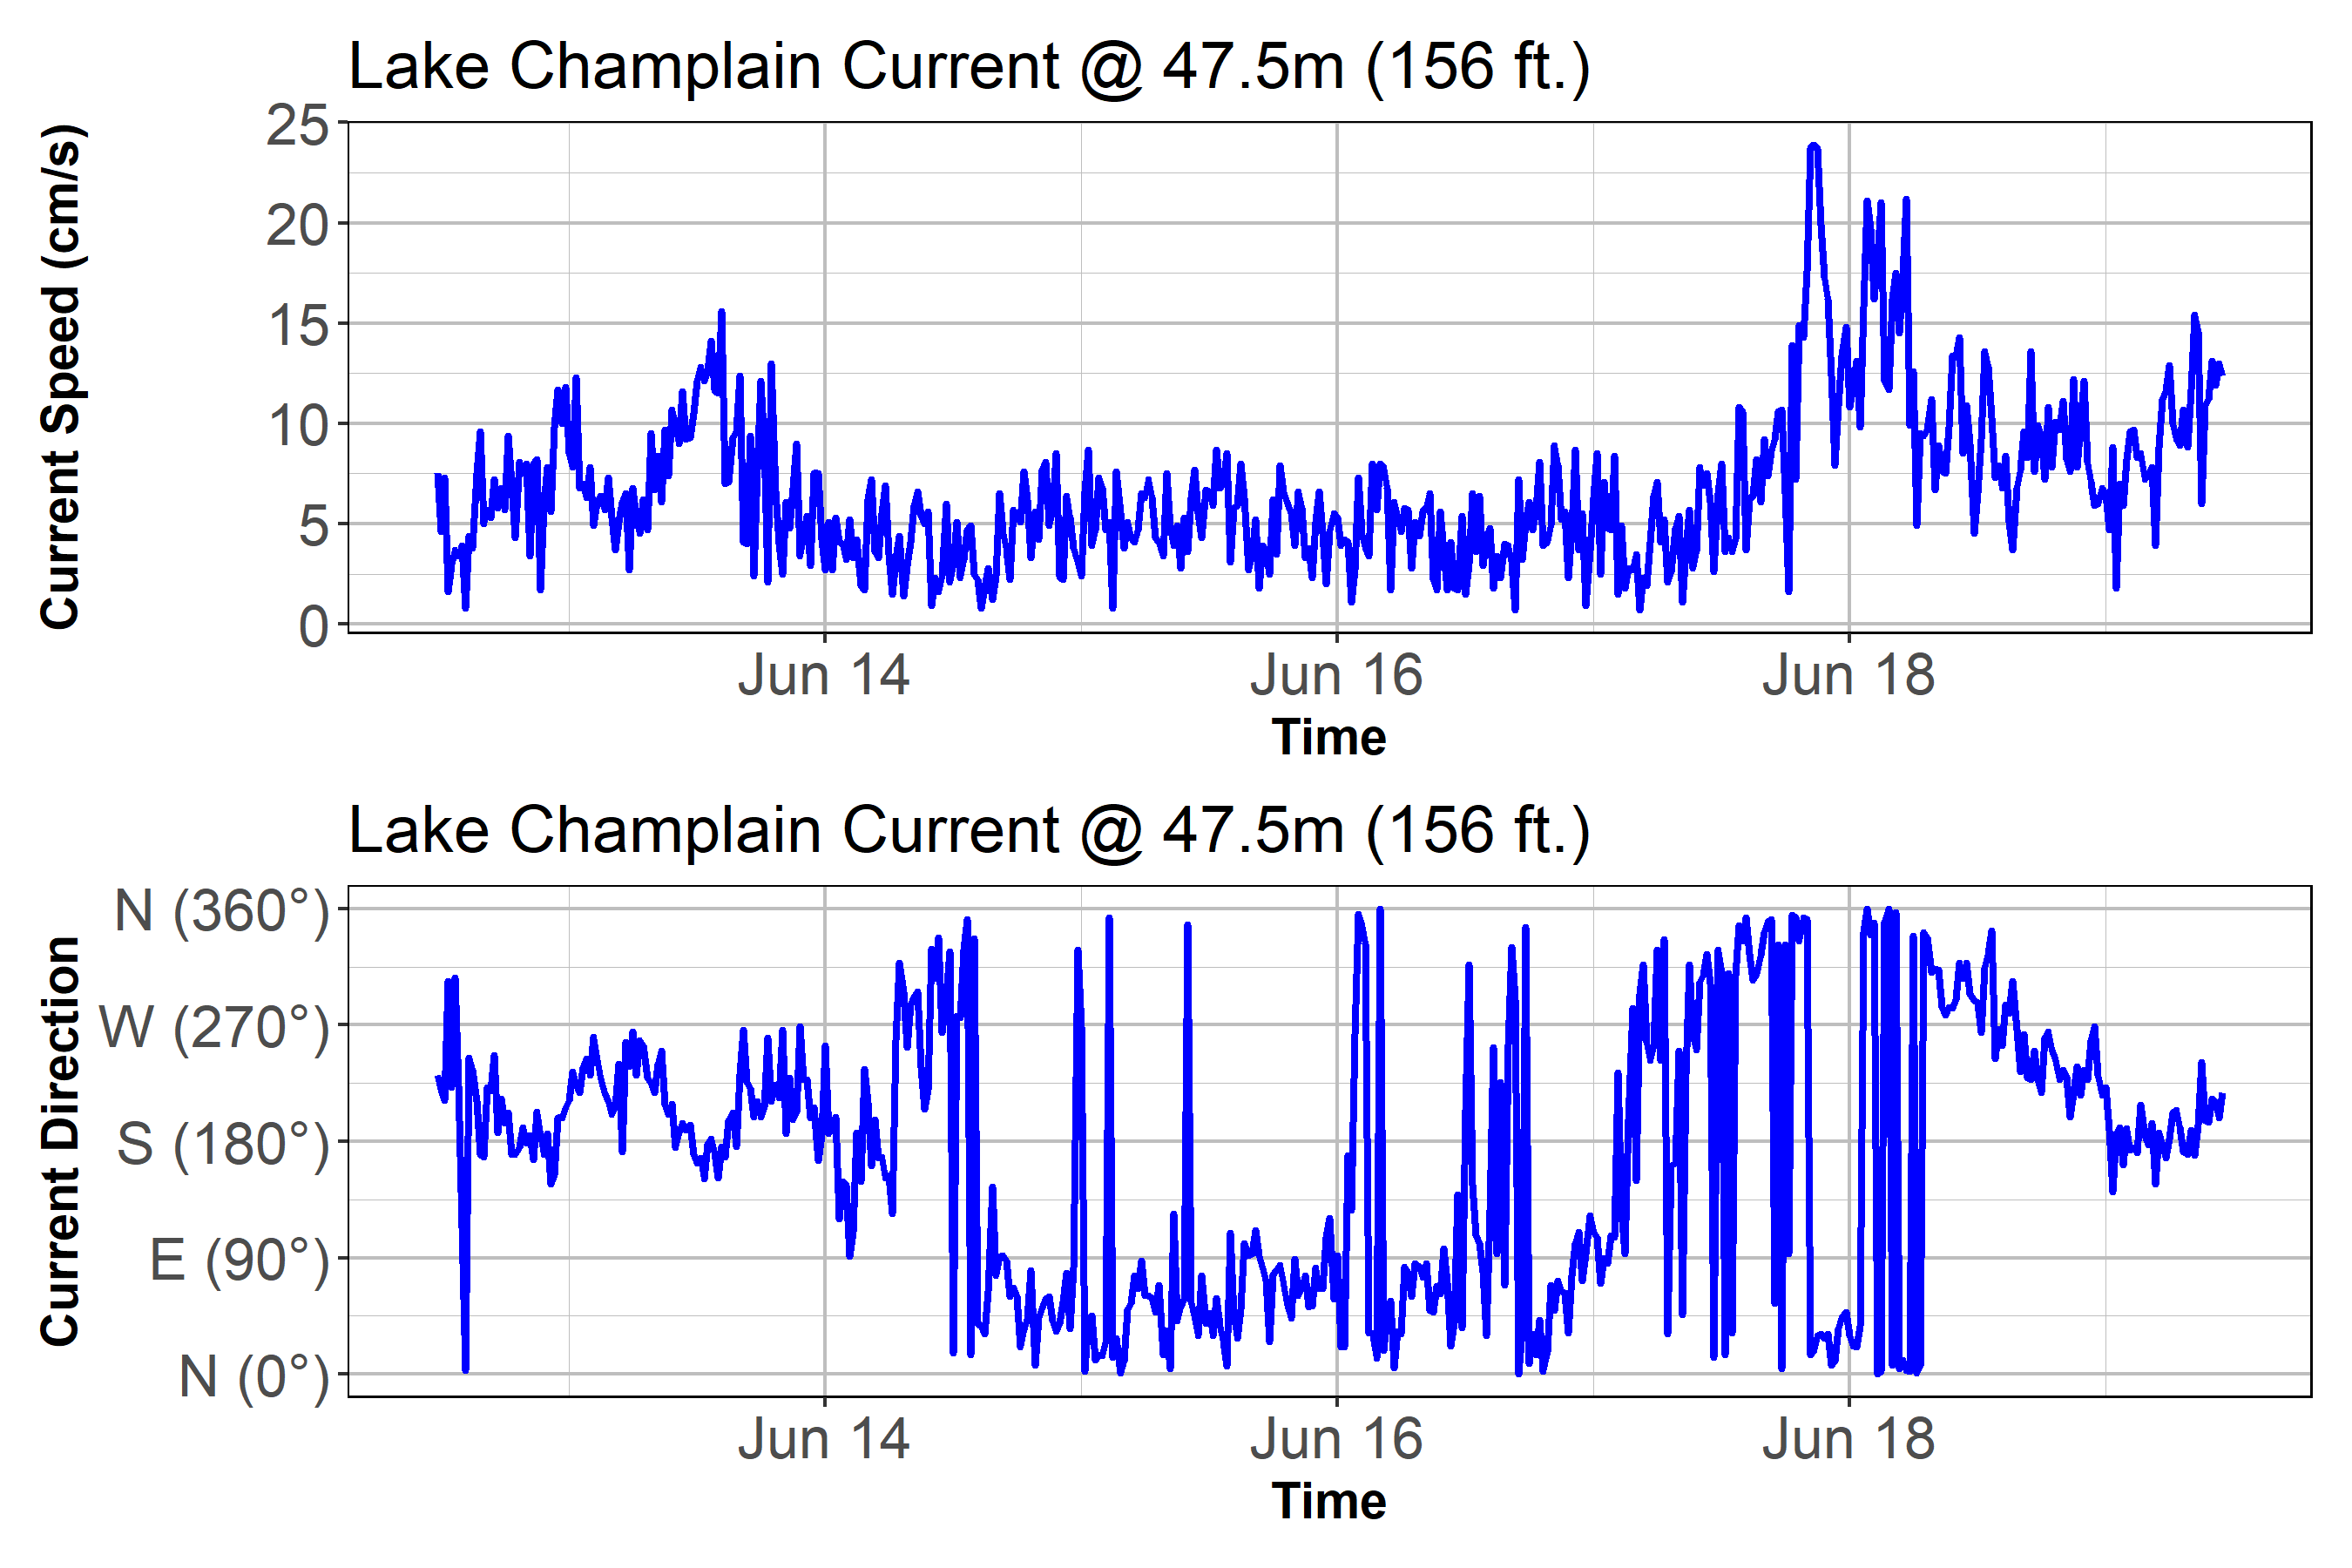 Lake Champlain Current @ 47.5m (156 ft.)
Current Speed (cm/s)
25
20
15
10
5
0
Jun 14 Jun 16 Jun 18
Time
Lake Champlain Current @ 47.5m (156 ft.)
Current Direction
N (360°)
W (270°)
S (180°)
E (90°)
N (0°)
Jun 14 Jun 16 Jun 18
Time